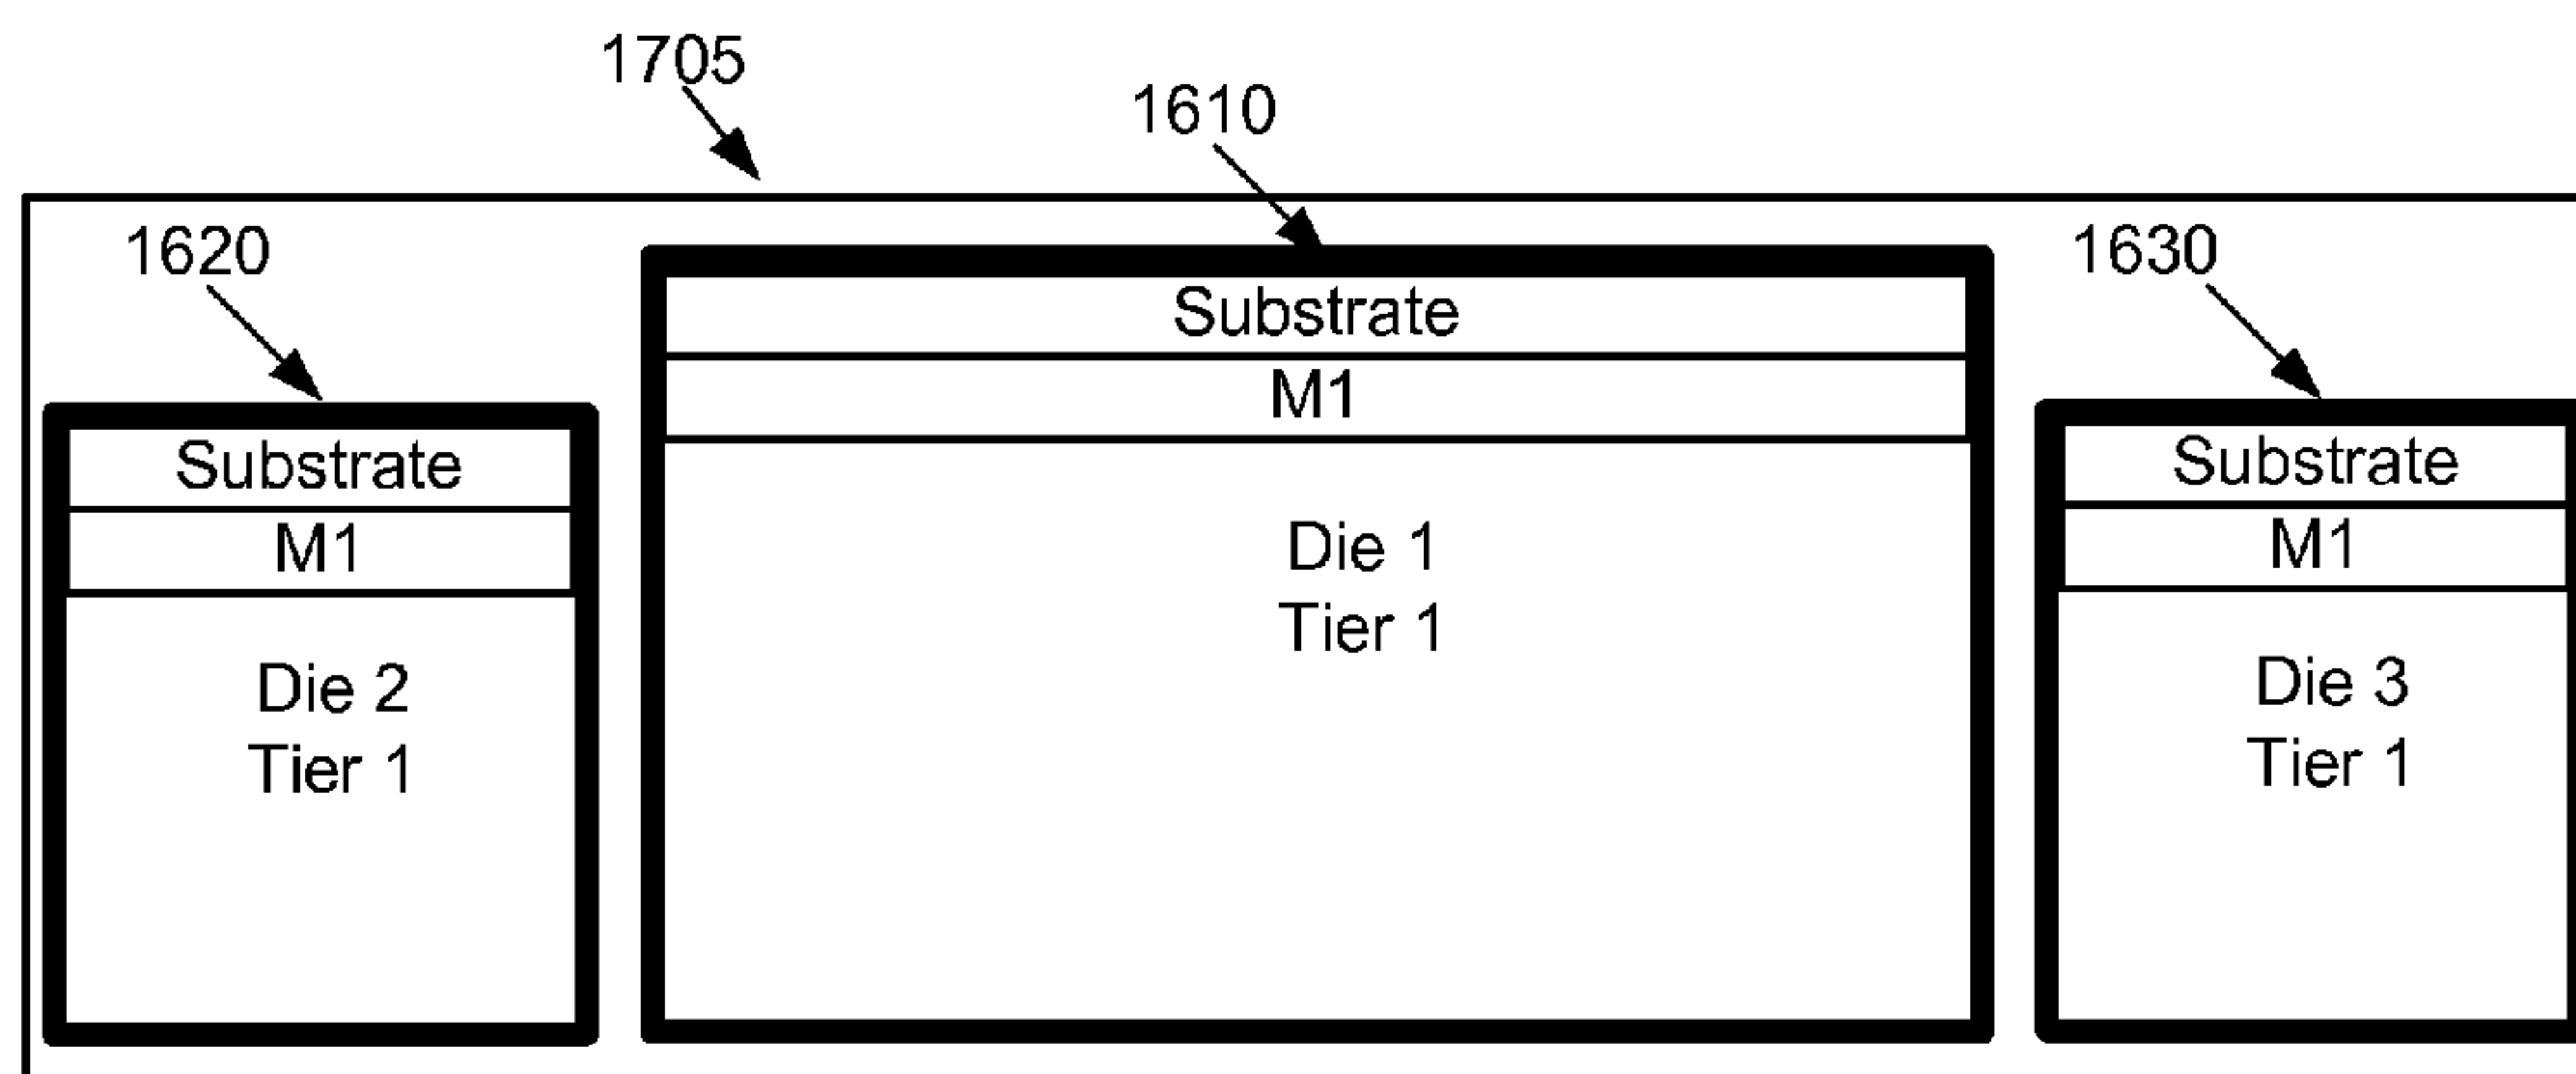 1705
1610
1620
1630
Substrate
M1
Die 1
Tier 1
Substrate
M1
Die 2
Tier 1
Substrate
M1
Die 3
Tier 1